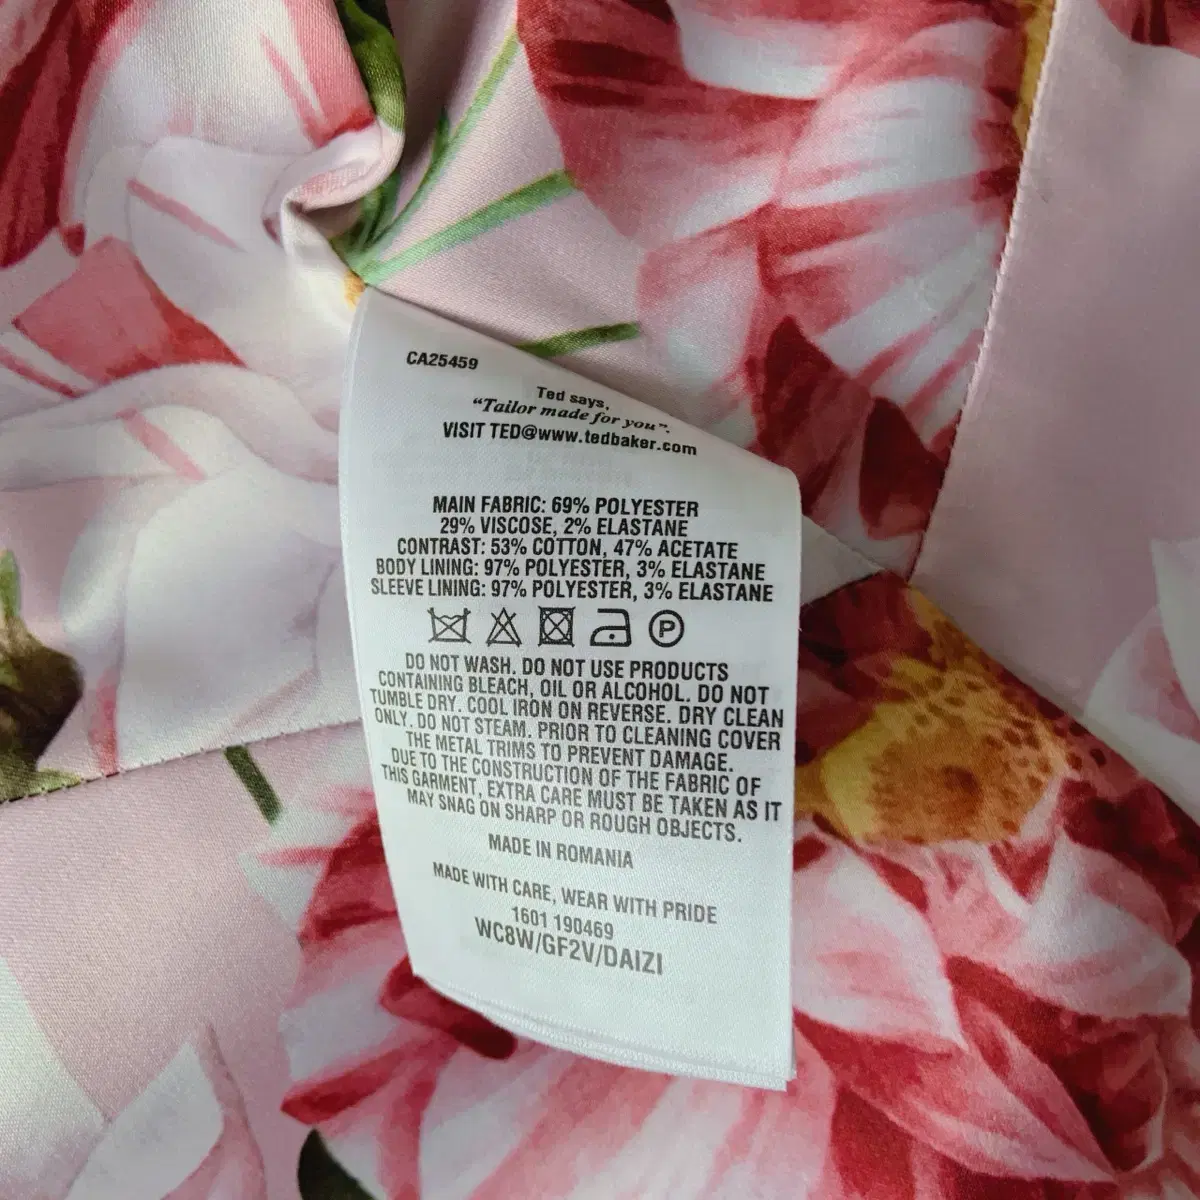 CA25459
Ted says,
“Tailor made for you”.
VISIT TED@www.tedbaker.com
MAIN FABRIC: 69% POLYESTER
29% VISCOSE, 2% ELASTANE
CONTRAST: 53% COTTON, 47% ACETATE
BODY LINING: 97% POLYESTER, 3% ELASTANE
SLEEVE LINING: 97% POLYESTER, 3% ELASTANE
P
DO NOT WASH. DO NOT USE PRODUCTS
CONTAINING BLEACH, OIL OR ALCOHOL. DO NOT
TUMBLE DRY. COOL IRON ON REVERSE. DRY CLEAN
ONLY. DO NOT STEAM. PRIOR TO CLEANING COVER
THE METAL TRIMS TO PREVENT DAMAGE.
DUE TO THE CONSTRUCTION OF THE FABRIC OF
THIS GARMENT, EXTRA CARE MUST BE TAKEN AS IT
MAY SNAG ON SHARP OR ROUGH OBJECTS.
MADE IN ROMANIA
MADE WITH CARE, WEAR WITH PRIDE
1601 190469
WC8W/GF2V/DAIZI